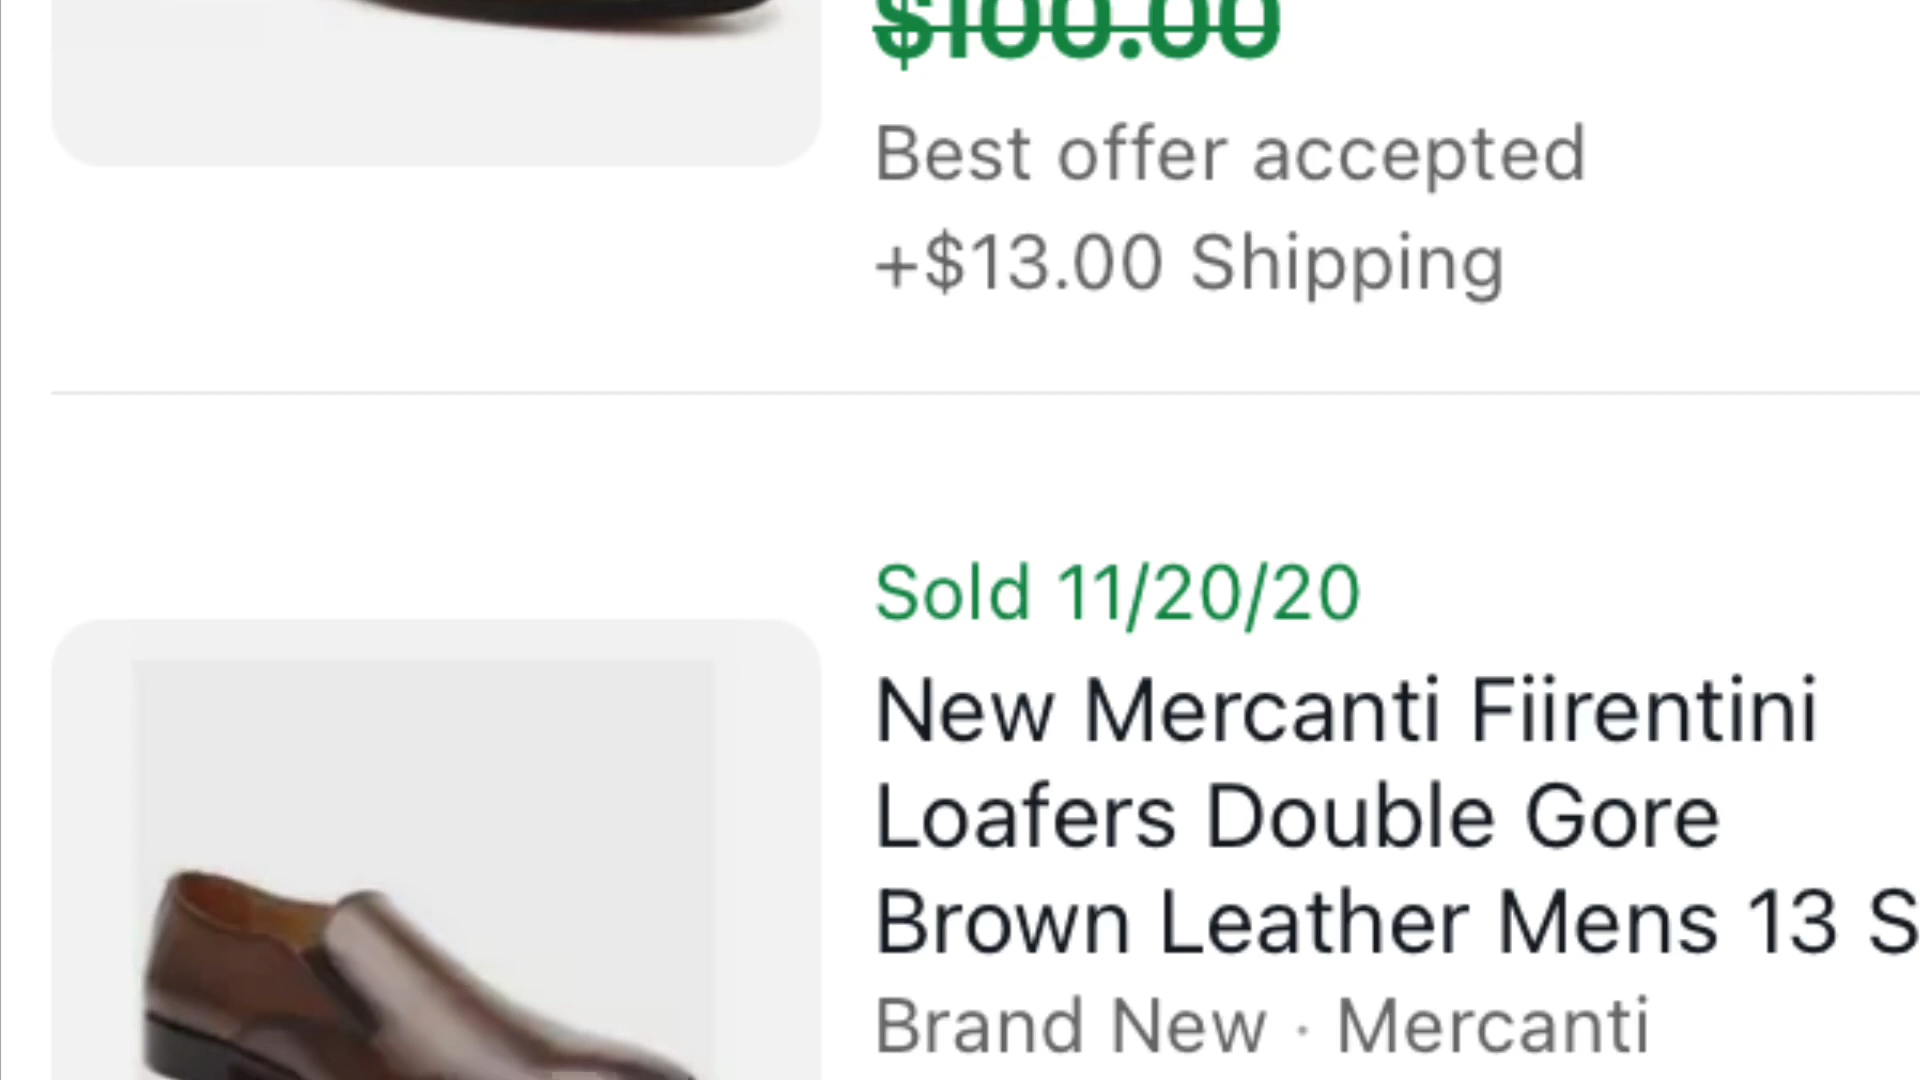 $100.00
Best offer accepted
+$13.00 Shipping
Sold 11/20/20
New Mercanti Fiirentini
Loafers Double Gore
Brown Leather Mens 13 S
Brand New · Mercanti